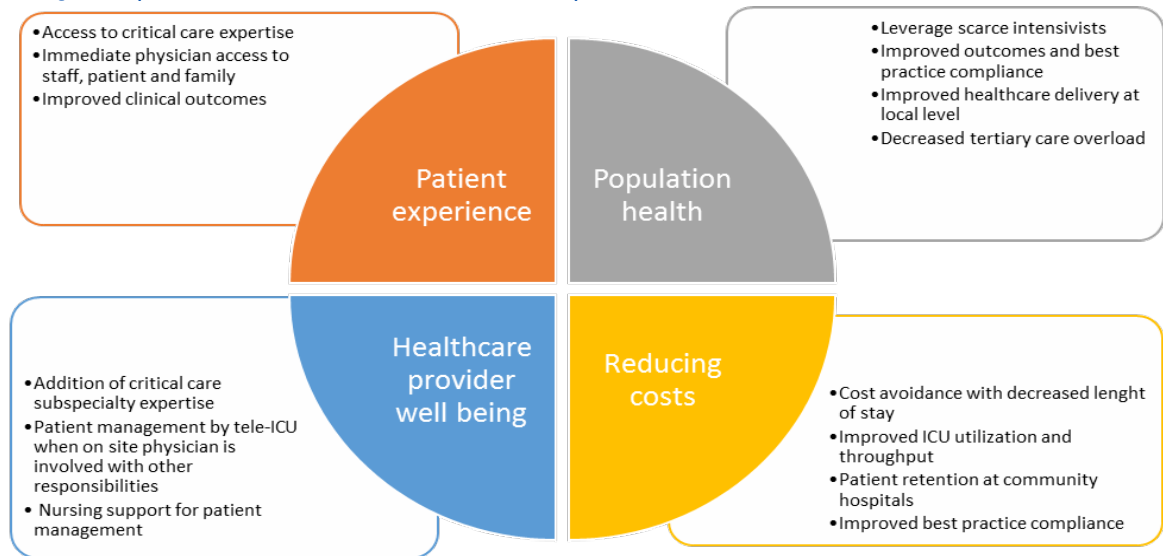 •Access to critical care expertise
•Immediate physician access to
staff, patient and family
•Improved clinical outcomes
•Leverage scarce intensivists
•Improved outcomes and best
practice compliance
•Improved healthcare delivery at
local level
•Decreased tertiary care overload
Patient
experience
Population
health
Healthcare
provider
well being
Reducing
costs
•Addition of critical care
subspecialty expertise
•Patient management by tele-ICU
when on site physician is
involved with other
responsibilities
• Nursing support for patient
management
•Cost avoidance with decreased lenght
of stay
•Improved ICU utilization and
throughput
•Patient retention at community
hospitals
•Improved best practice compliance